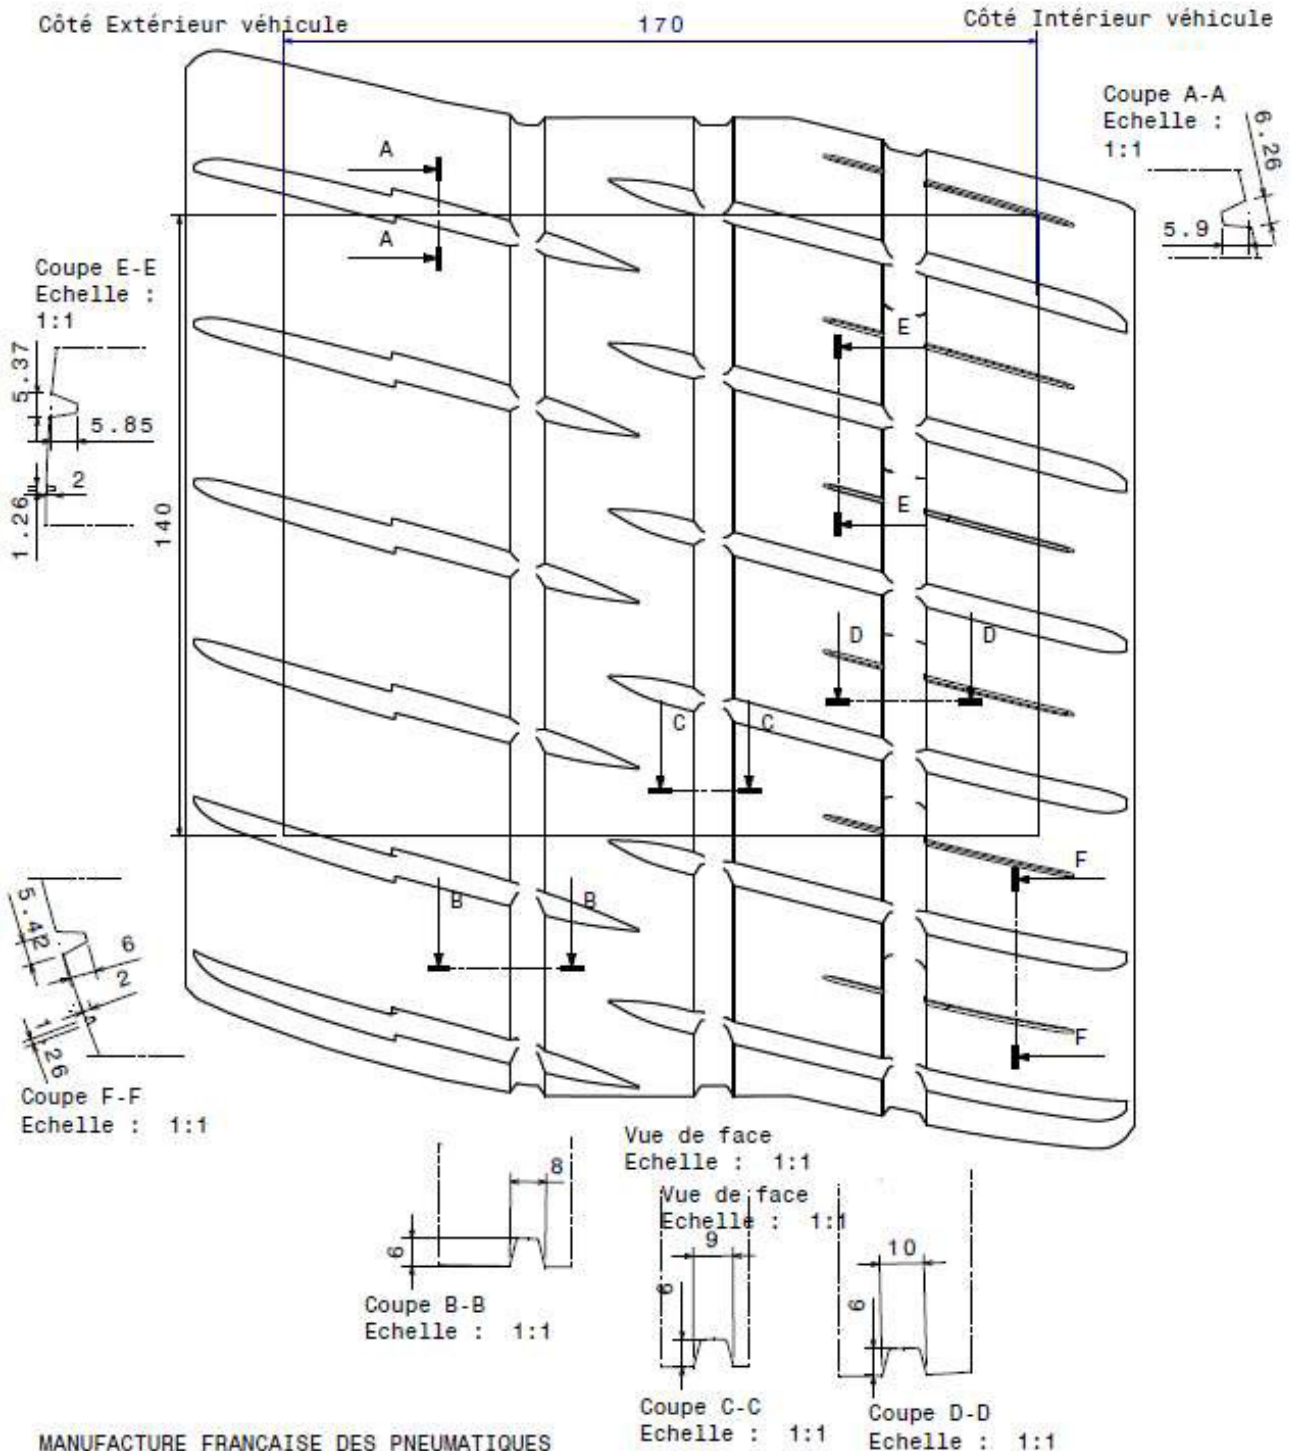 Côté Extérieur véhicule
170
Côté Intérieur véhicule
Coupe A-A
Echelle :
1:1
6.26
5.9
A
A
Coupe E-E
Echelle :
1:1
5.37
5.85
2
1.26
140
E
E
D
D
C
C
B
B
F
F
5.42
6
2
1.26
Coupe F-F
Echelle : 1:1
Vue de face
Echelle : 1:1
Vue de face
Echelle : 1:1
8
6
9
6
10
6
Coupe B-B
Echelle : 1:1
Coupe C-C
Echelle : 1:1
Coupe D-D
Echelle : 1:1
MANUFACTURE FRANCAISE DES PNEUMATIQUES